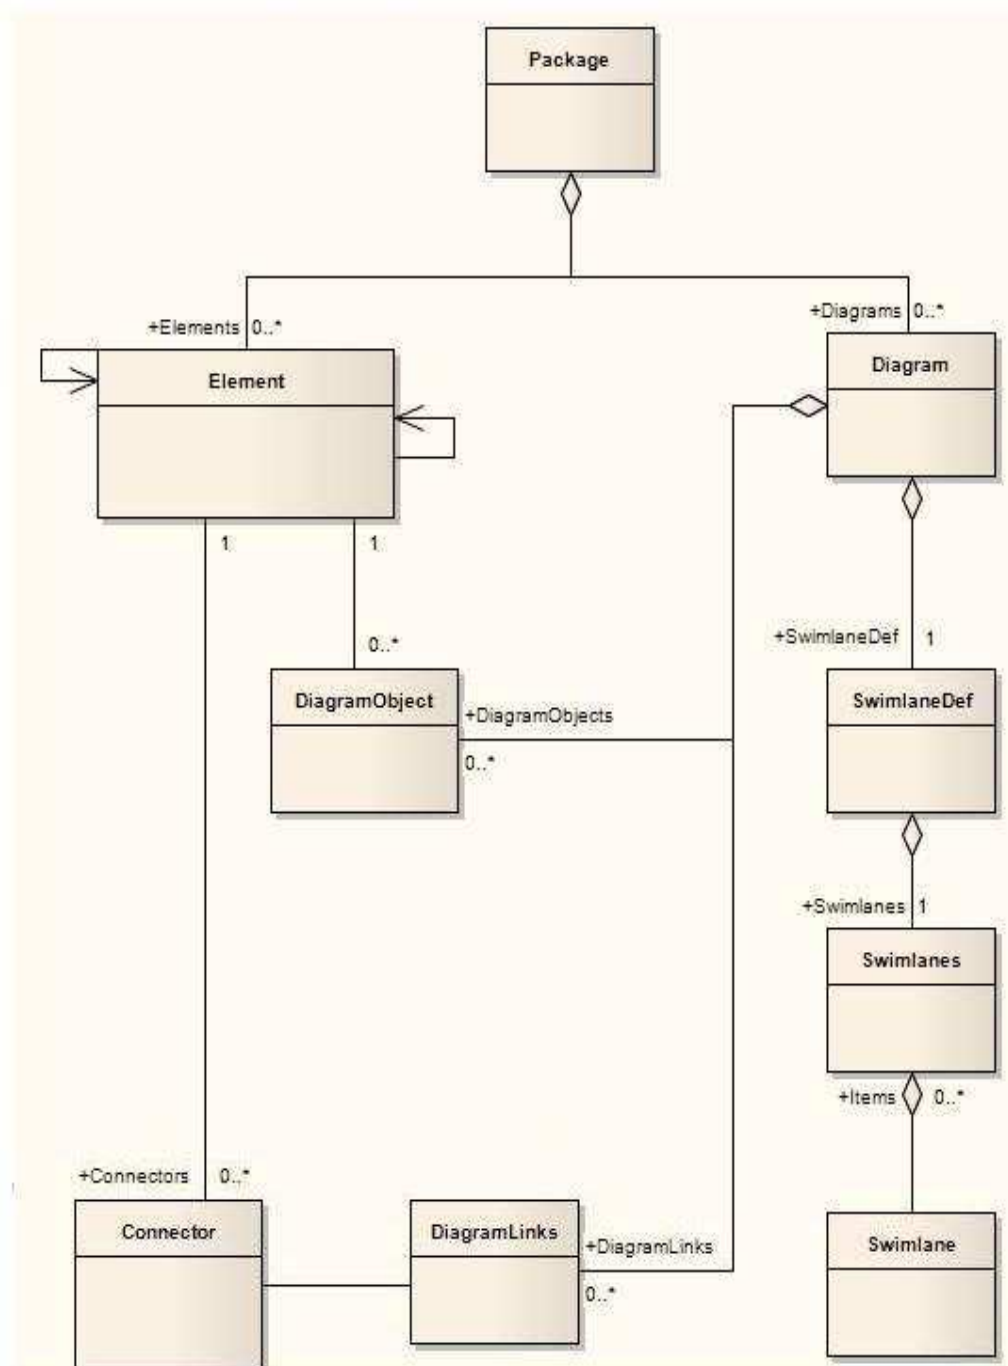 Package
+Elements 0..*
+Diagrams 0..*
Element
Diagram
1
1
+SwimlaneDef 1
0..*
DiagramObject
+DiagramObjects
0..*
SwimlaneDef
+Swimlanes 1
Swimlanes
+Items 0..*
+Connectors 0..*
Connector
DiagramLinks
+DiagramLinks
0..*
Swimlane